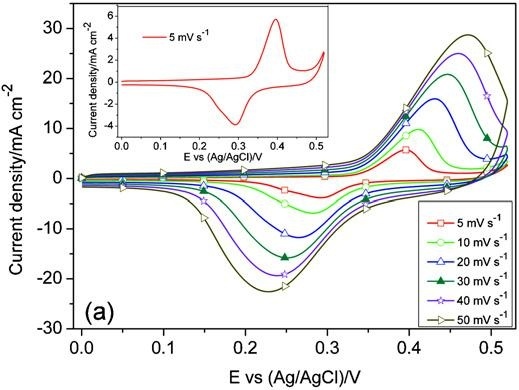 30
20
10
0
-10
-20
-30
Current density/mA cm-2
6
4
2
0
-2
-4
Current density/mA cm-2
5 mV s-1
0.0 0.1 0.2 0.3 0.4 0.5
E vs (Ag/AgCl)/V
(a)
5 mV s-1
10 mV s-1
20 mV s-1
30 mV s-1
40 mV s-1
50 mV s-1
0.0 0.1 0.2 0.3 0.4 0.5
E vs (Ag/AgCl)/V